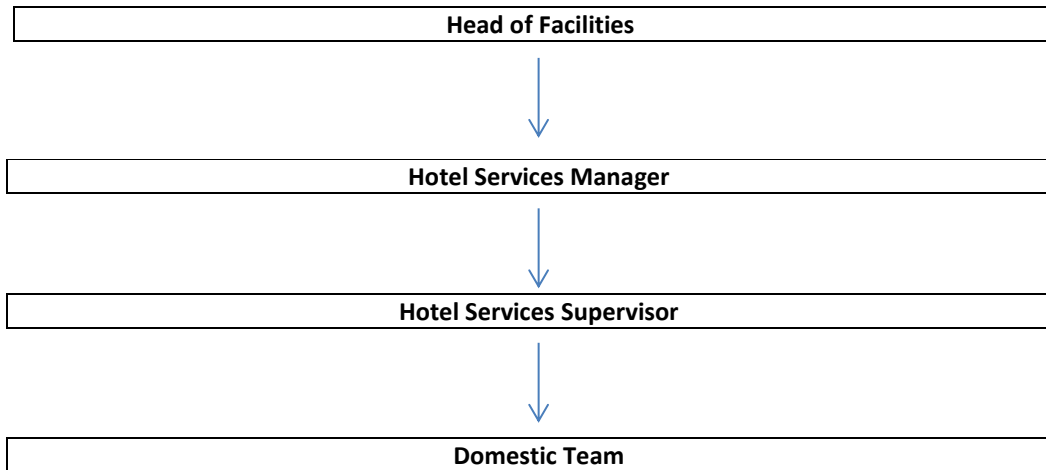 Head of Facilities
Hotel Services Manager
Hotel Services Supervisor
Domestic Team